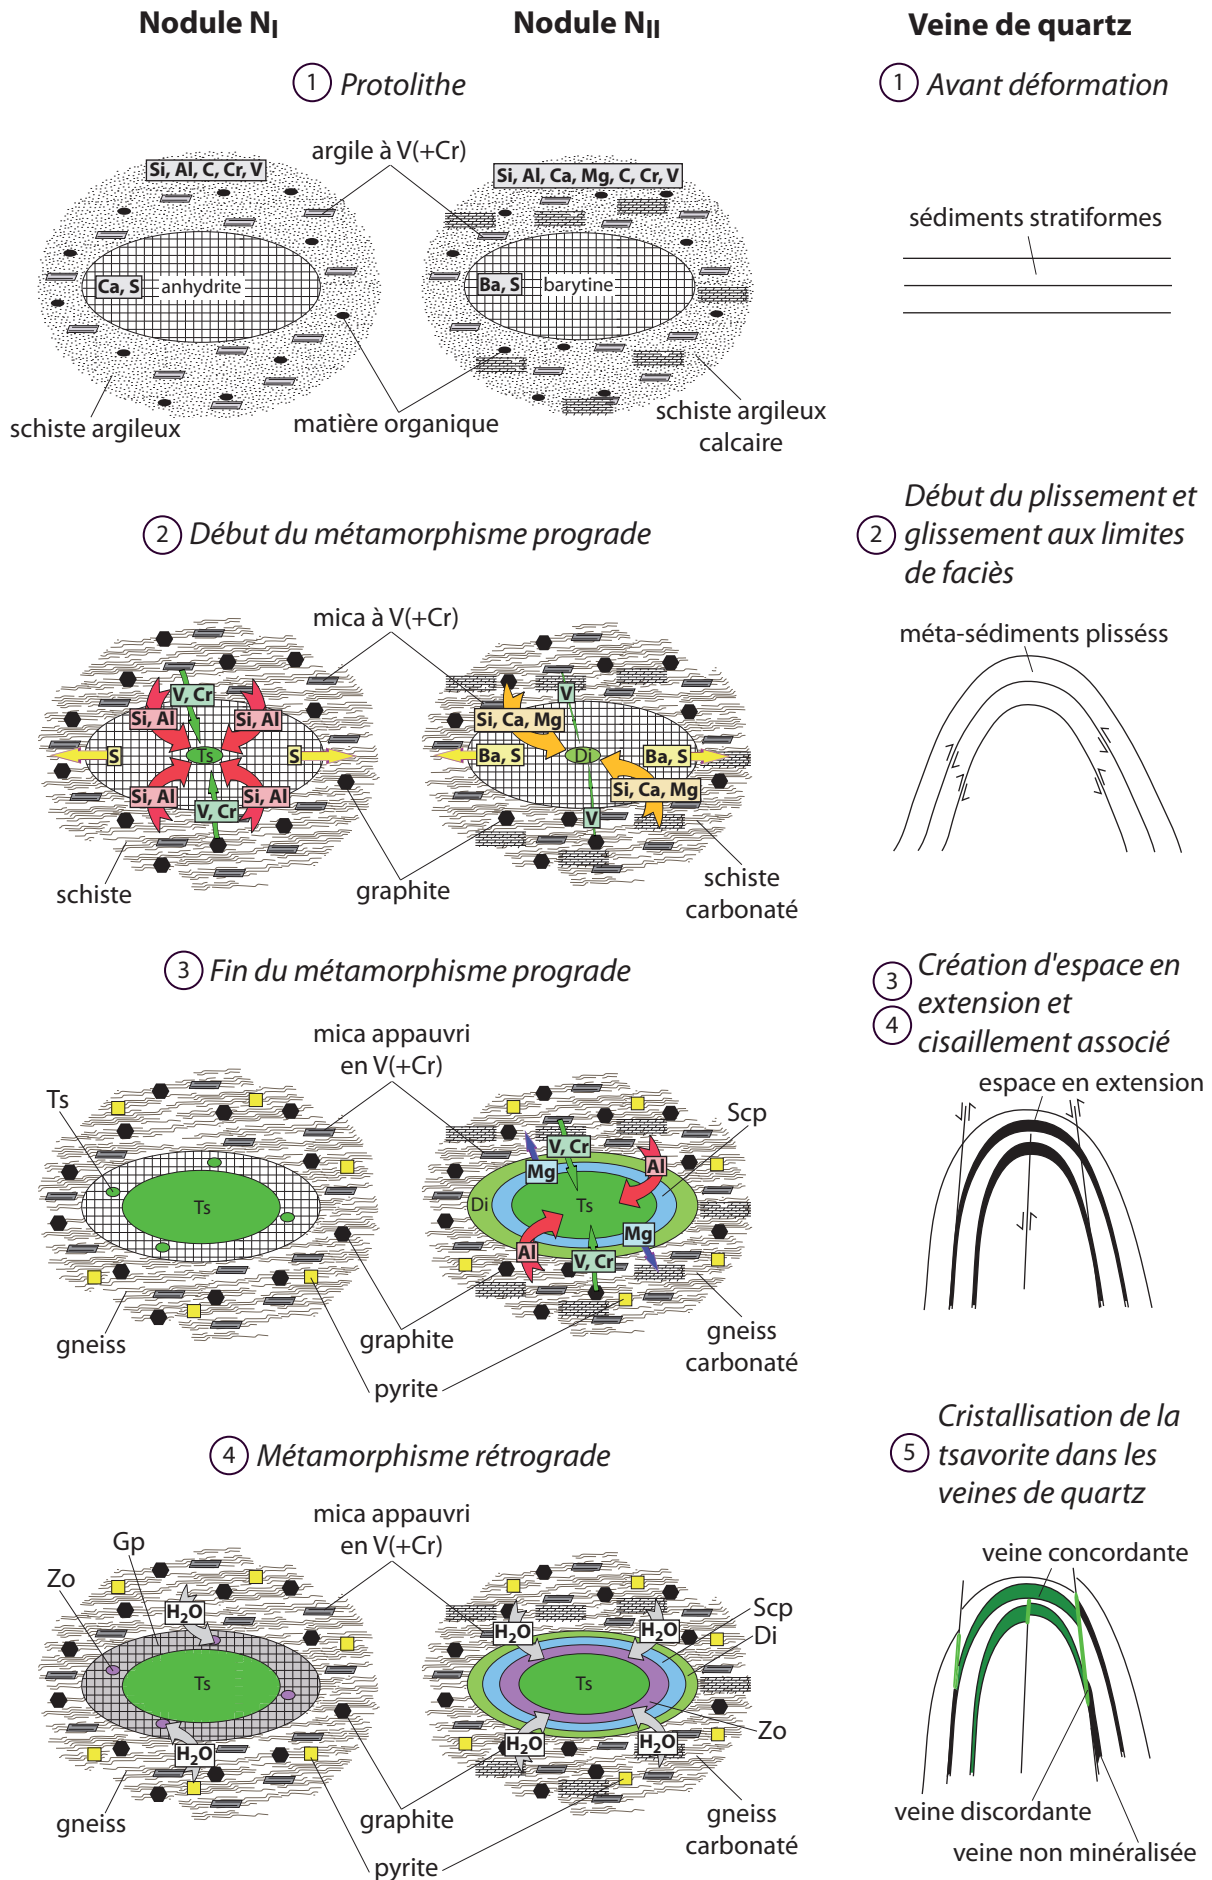 Nodule NI
Nodule NII
Veine de quartz
1 Protolithe
1 Avant déformation
argile à V(+Cr)
Si, Al, C, Cr, V
Si, Al, Ca, Mg, C, Cr, V
Ca, S
anhydrite
Ba, S
barytine
sédiments stratiformes
schiste argileux
matière organique
schiste argileux
calcaire
2 Début du métamorphisme prograde
Début du plissement et
2 glissement aux limites
de faciès
mica à V(+Cr)
V, Cr
Si, Al
Si, Al
S
Ts
S
Si, Al
Si, Al
V, Cr
V
Si, Ca, Mg
Ba, S
Di
Ba, S
Si, Ca, Mg
V
méta-sédiments plisséss
schiste
graphite
schiste
carbonaté
3 Fin du métamorphisme prograde
3 Création d'espace en
4 extension et
cisaillement associé
mica appauvri
en V(+Cr)
Ts
Ts
Scp
V, Cr
Mg
Al
Di
Ts
Mg
Al
V, Cr
espace en extension
gneiss
graphite
pyrite
gneiss
carbonaté
4 Métamorphisme rétrograde
Cristallisation de la
5 tsavorite dans les
veines de quartz
mica appauvri
en V(+Cr)
Gp
Zo
H2O
Ts
H2O
H2O
H2O
Ts
H2O
H2O
Scp
Di
Zo
veine concordante
veine discordante
veine non minéralisée
gneiss
graphite
pyrite
gneiss
carbonaté